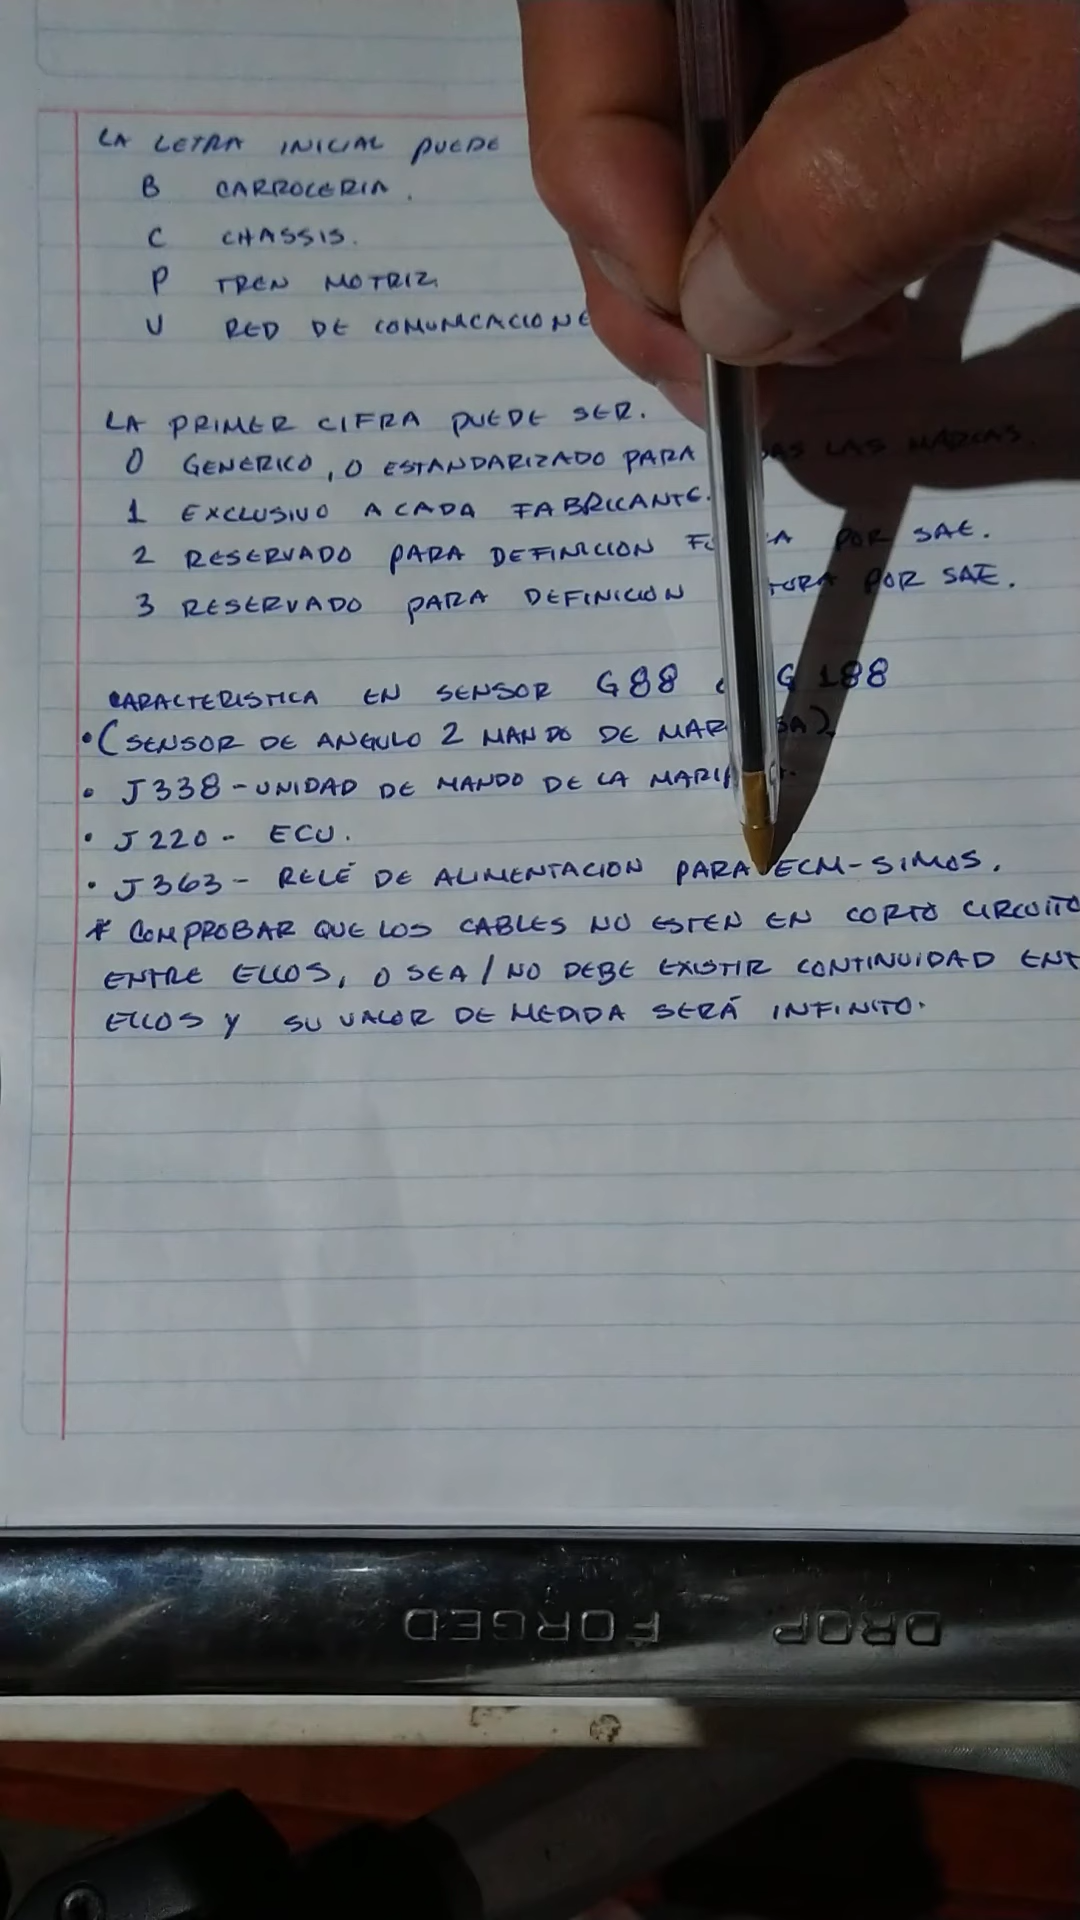 LA LETRA INICIAL PUEDE
B CARROCERIA.
C CHASSIS.
P TREN MOTRIZ
U RED DE COMUNICACIONE
LA PRIMER CIFRA PUEDE SER.
0 GENERICO, O ESTANDARIZADO PARA LAS MARCAS.
1 EXCLUSIVO A CADA FABRICANTE.
2 RESERVADO PARA DEFINICION POR SAE.
3 RESERVADO PARA DEFINICION POR SAE.
CARACTERISTICA EN SENSOR G88 G188
• (SENSOR DE ANGULO 2 MANDO DE
• J338 - UNIDAD DE MANDO DE LA
• J220 - ECU.
• J363 - RELÉ DE ALIMENTACION PARA ECM-SIMOS.
* COMPROBAR QUE LOS CABLES NO ESTEN EN CORTO CIRCUITO
ENTRE ELLOS, O SEA / NO DEBE EXISTIR CONTINUIDAD ENT
ELLOS Y SU VALOR DE MEDIDA SERÁ INFINITO.
DROP FORGED